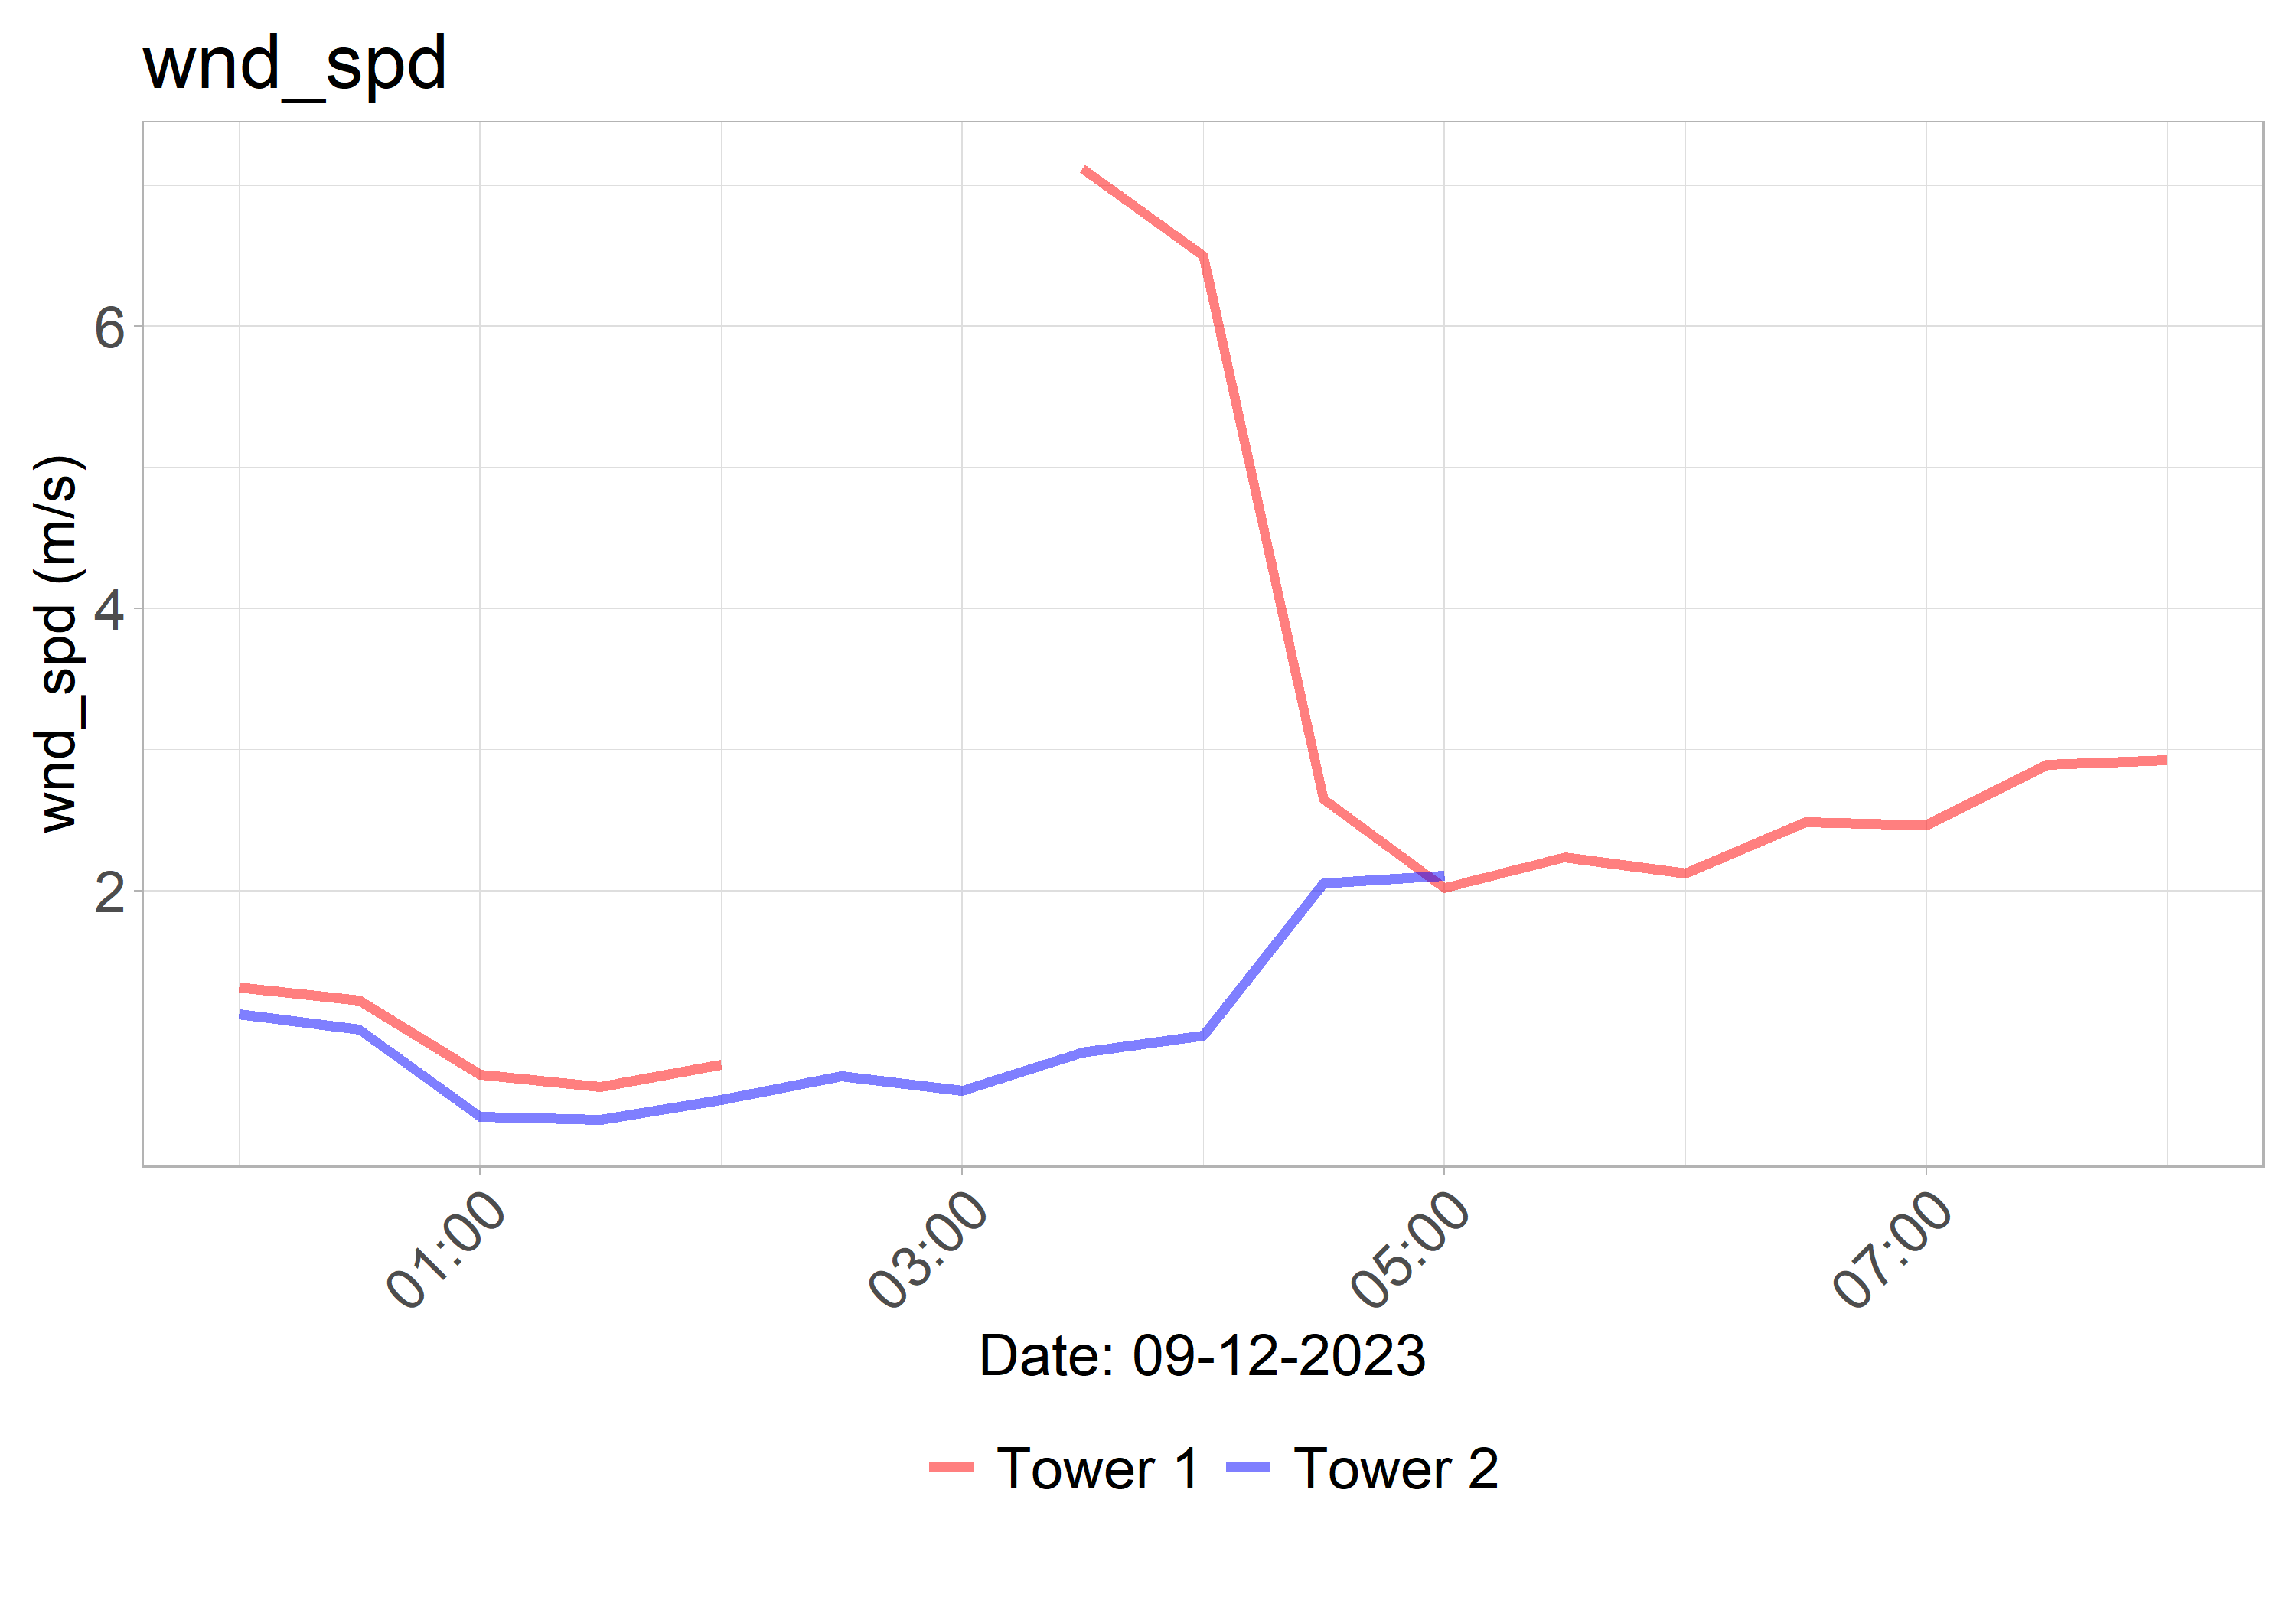 wnd_spd
wnd_spd (m/s)
6
4
2
01:00
03:00
05:00
07:00
Date: 09-12-2023
Tower 1
Tower 2